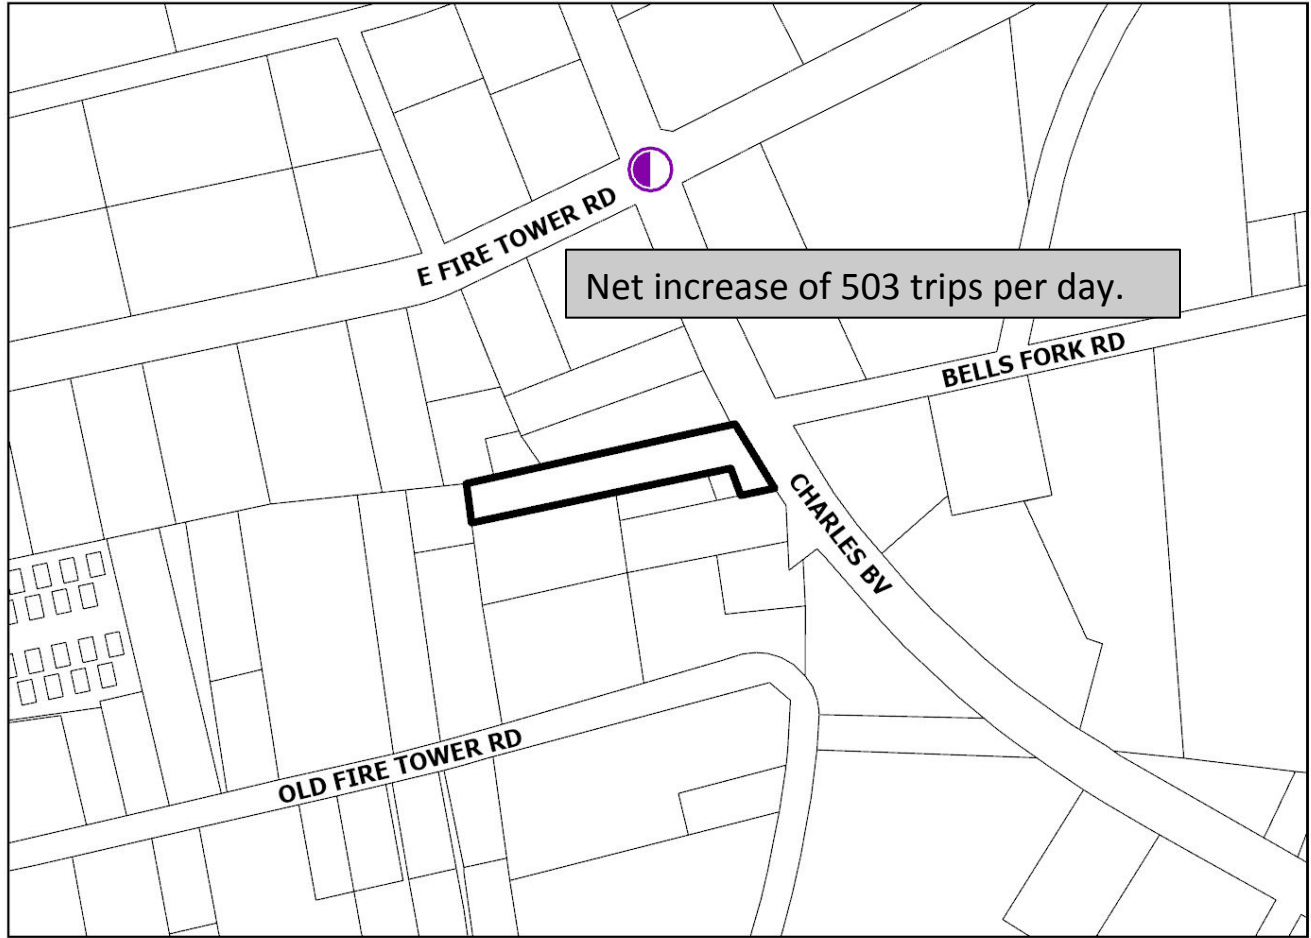 E FIRE TOWER RD
Net increase of 503 trips per day.
BELLS FORK RD
CHARLES BV
OLD FIRE TOWER RD